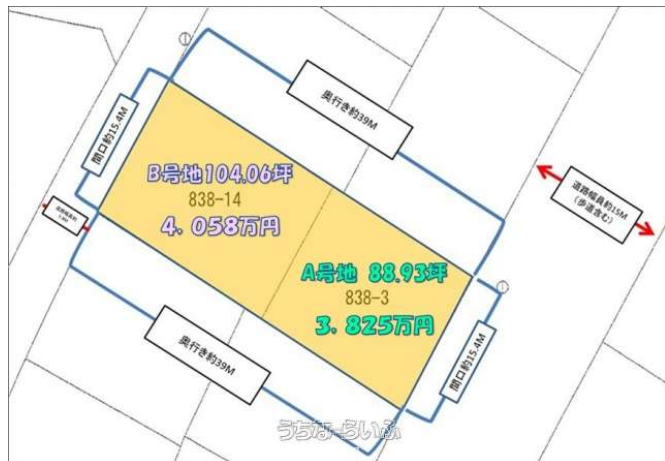 ①
奥行き約39M
間口約15.4M
B号地104.06坪
838-14
4. 058万円
道路幅員約15M
(歩道含む)
A号地 88.93坪
838-3
3. 825万円
①
間口約15.4M
奥行き約39M
うちなーらいふ